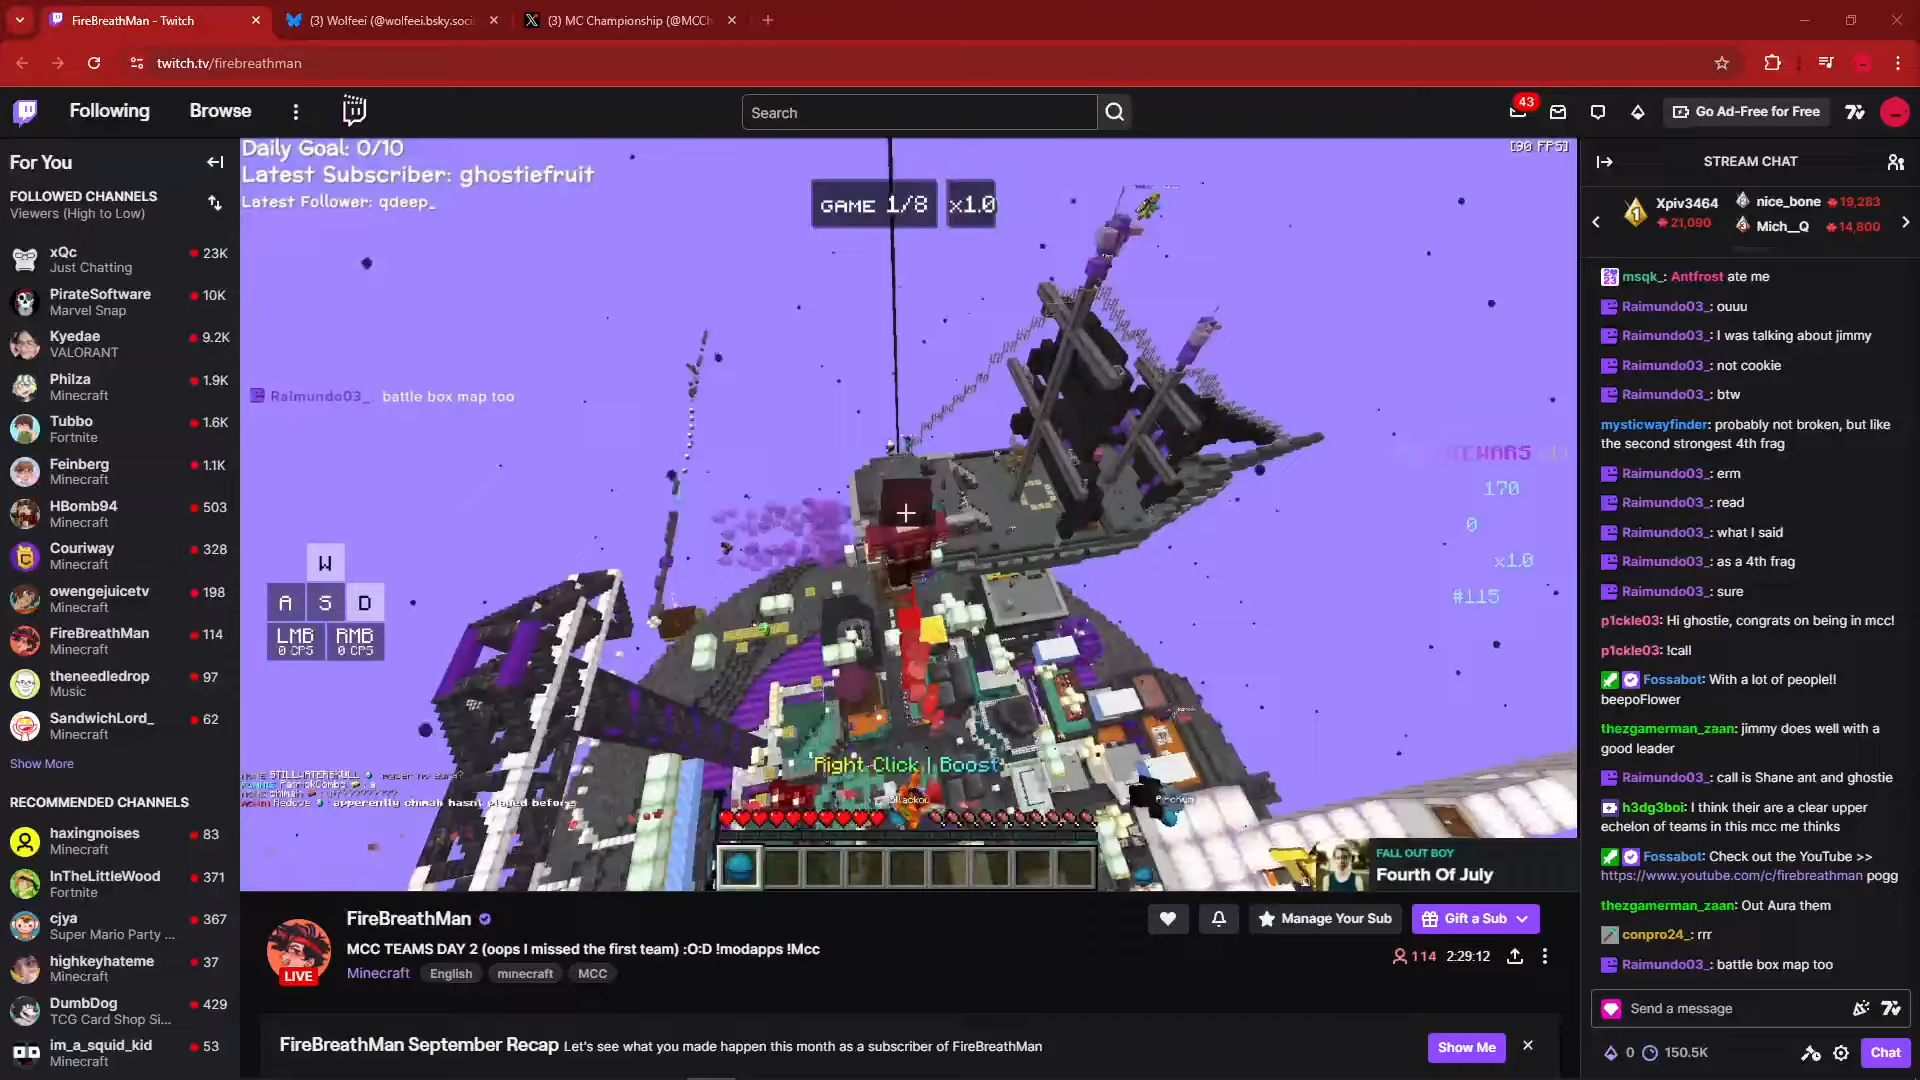 FireBreathMan - Twitch
(3) Wolfeei (@wolfeei.bsky.soci
(3) MC Championship (@MCCh
twitch.tv/firebreathman
Following
Browse
Search
43
Go Ad-Free for Free
For You
FOLLOWED CHANNELS
Viewers (High to Low)
xQc
23K
Just Chatting
PirateSoftware
10K
Marvel Snap
Kyedae
9.2K
VALORANT
Philza
1.9K
Minecraft
Tubbo
1.6K
Fortnite
Feinberg
1.1K
Minecraft
HBomb94
503
Minecraft
Couriway
328
Minecraft
owengejuicetv
198
Minecraft
FireBreathMan
114
Minecraft
theneedledrop
97
Music
SandwichLord_
62
Minecraft
Show More
RECOMMENDED CHANNELS
haxingnoises
83
Minecraft
InTheLittleWood
371
Fortnite
cjya
367
Super Mario Party ...
highkeyhateme
37
Minecraft
DumbDog
429
TCG Card Shop Si...
im_a_squid_kid
53
Minecraft
Daily Goal: 0/10
Latest Subscriber: ghostiefruit
Latest Follower: qdeep_
GAME 1/8
x1.0
[90 FPS]
Raimundo03_: battle box map too
170
0
x1.0
#115
W
A S D
LMB
0 CPS
RMB
0 CPS
apperently chimah hasnt played before
Right Click | Boost
FALL OUT BOY
Fourth Of July
FireBreathMan
LIVE
MCC TEAMS DAY 2 (oops I missed the first team) :O:D !modapps !Mcc
Minecraft
English
minecraft
MCC
Manage Your Sub
Gift a Sub
114
2:29:12
FireBreathMan September Recap Let's see what you made happen this month as a subscriber of FireBreathMan
Show Me
STREAM CHAT
1
Xpiv3464
21,090
2
nice_bone
19,283
3
Mich__Q
14,800
msqk_: Antfrost ate me
Raimundo03_: ouuu
Raimundo03_: I was talking about jimmy
Raimundo03_: not cookie
Raimundo03_: btw
mysticwayfinder: probably not broken, but like
the second strongest 4th frag
Raimundo03_: erm
Raimundo03_: read
Raimundo03_: what I said
Raimundo03_: as a 4th frag
Raimundo03_: sure
p1ckle03: Hi ghostie, congrats on being in mcc!
p1ckle03: !call
Fossabot: With a lot of people!!
beepoFlower
thezgamerman_zaan: jimmy does well with a
good leader
Raimundo03_: call is Shane ant and ghostie
h3dg3boi: I think their are a clear upper
echelon of teams in this mcc me thinks
Fossabot: Check out the YouTube >>
https://www.youtube.com/c/firebreathman pogg
thezgamerman_zaan: Out Aura them
conpro24_: rrr
Raimundo03_: battle box map too
Send a message
0
150.5K
Chat